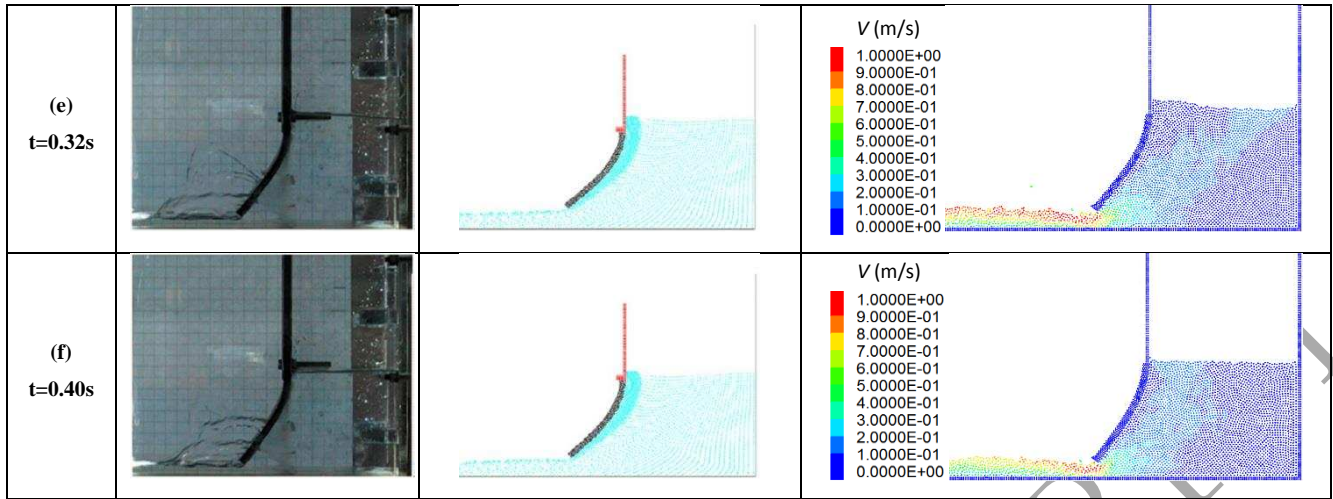 (e)
t=0.32s
V (m/s)
1.0000E+00
9.0000E-01
8.0000E-01
7.0000E-01
6.0000E-01
5.0000E-01
4.0000E-01
3.0000E-01
2.0000E-01
1.0000E-01
0.0000E+00
(f)
t=0.40s
V (m/s)
1.0000E+00
9.0000E-01
8.0000E-01
7.0000E-01
6.0000E-01
5.0000E-01
4.0000E-01
3.0000E-01
2.0000E-01
1.0000E-01
0.0000E+00